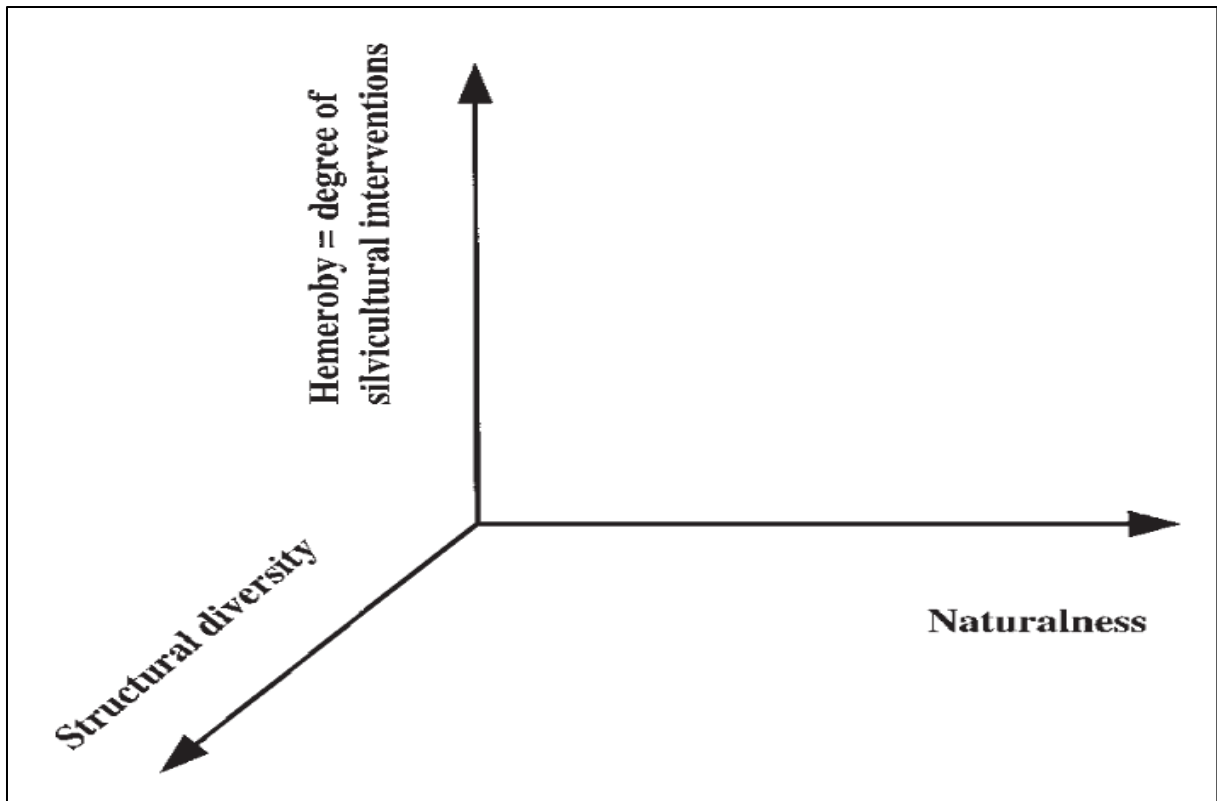 Hemeroby = degree of
silvicultural interventions
Structural diversity
Naturalness